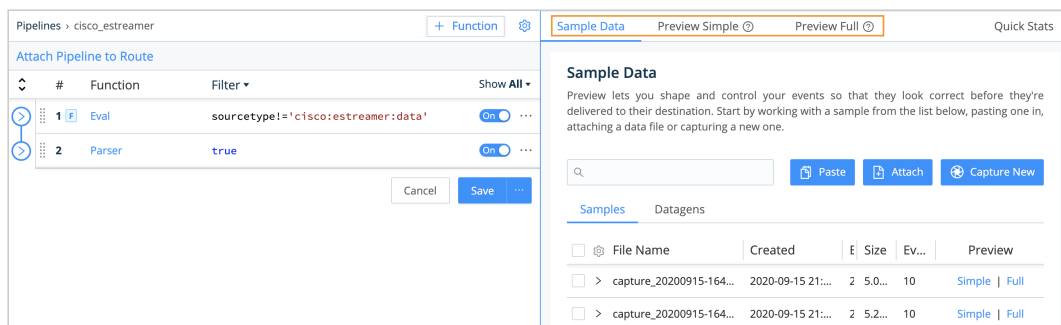 Pipelines › cisco_estreamer
+ Function
Attach Pipeline to Route
# Function Filter Show All
1 F Eval sourcetype!='cisco:estreamer:data' On ...
2 Parser true On ...
Cancel Save ...
Sample Data Preview Simple Preview Full Quick Stats
Sample Data
Preview lets you shape and control your events so that they look correct before they're
delivered to their destination. Start by working with a sample from the list below, pasting one in,
attaching a data file or capturing a new one.
Paste Attach Capture New
Samples Datagens
File Name Created E Size Ev... Preview
capture_20200915-164... 2020-09-15 21:... 2 5.0... 10 Simple | Full
capture_20200915-164... 2020-09-15 21:... 2 5.2... 10 Simple | Full